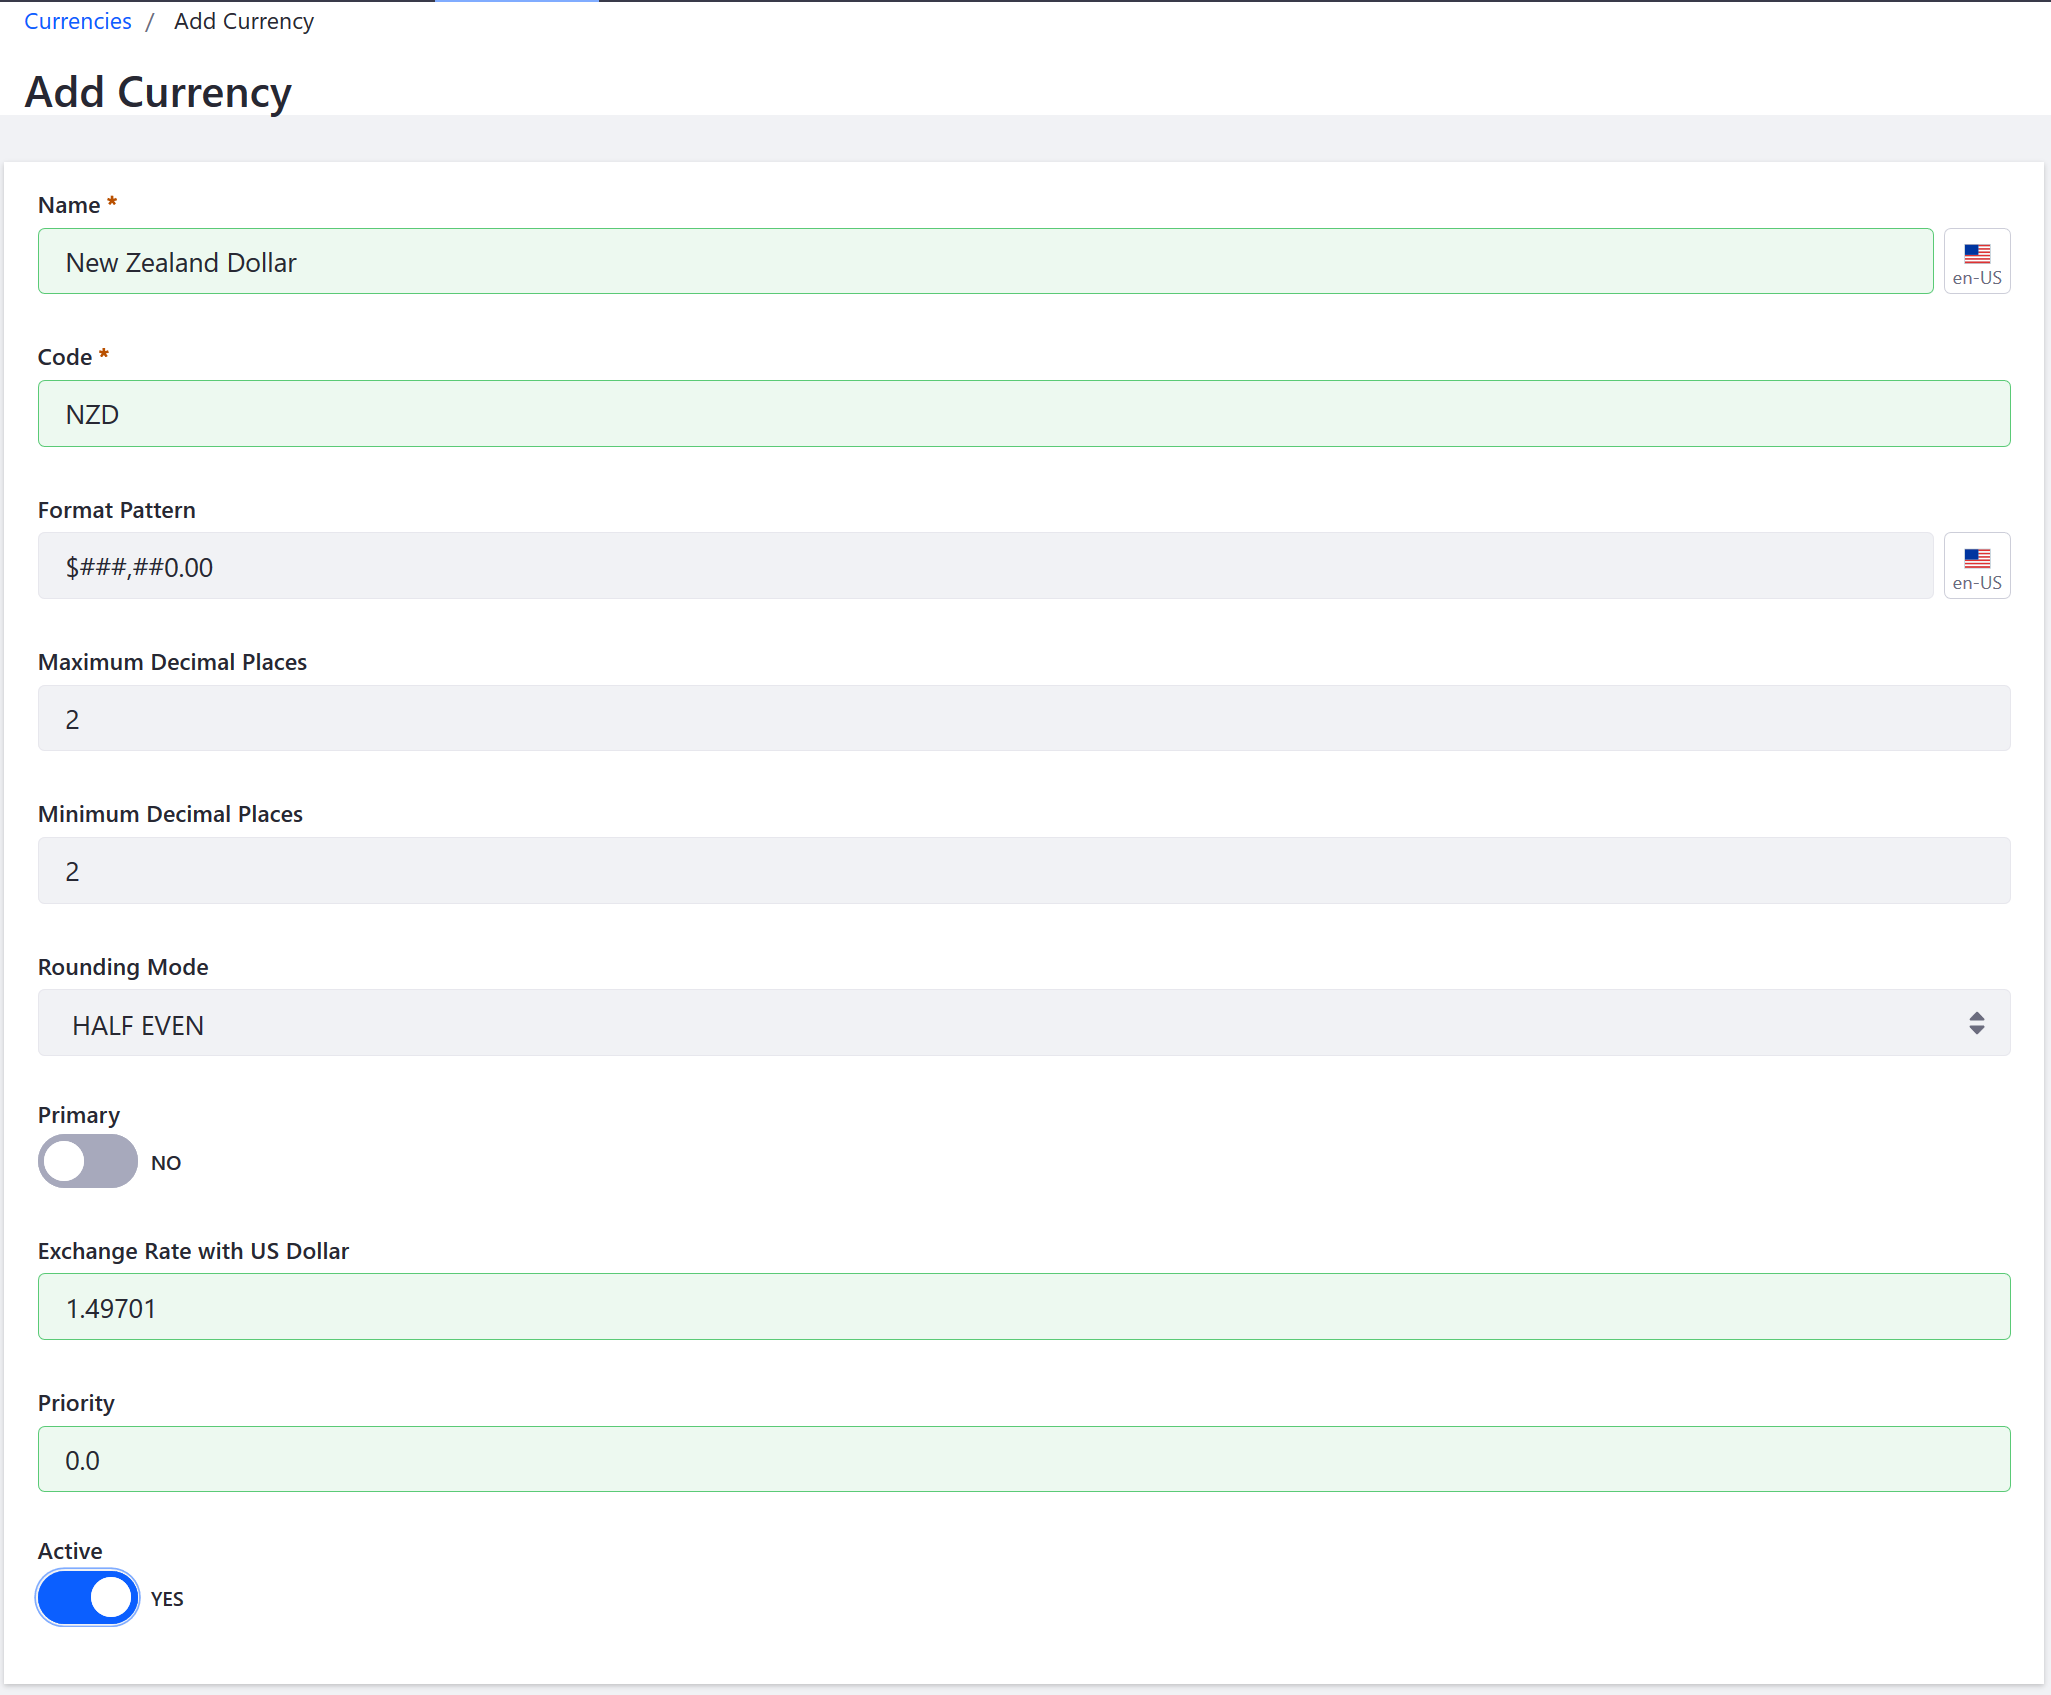 Currencies / Add Currency
Add Currency
Name *
New Zealand Dollar
en-US
Code *
NZD
Format Pattern
$###,##0.00
en-US
Maximum Decimal Places
2
Minimum Decimal Places
2
Rounding Mode
HALF EVEN
Primary
NO
Exchange Rate with US Dollar
1.49701
Priority
0.0
Active
YES